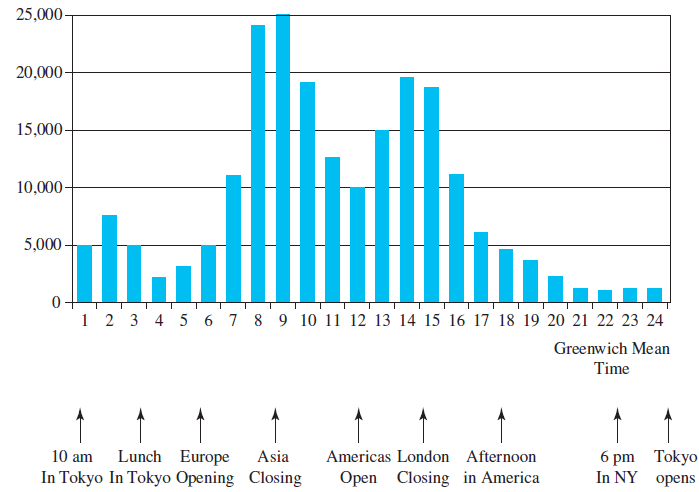 25,000
20,000
15,000
10,000
5,000
0
1 2 3 4 5 6 7 8 9 10 11 12 13 14 15 16 17 18 19 20 21 22 23 24
Greenwich Mean
Time
10 am Lunch Europe Asia Americas London Afternoon 6 pm Tokyo
In Tokyo In Tokyo Opening Closing Open Closing in America In NY opens